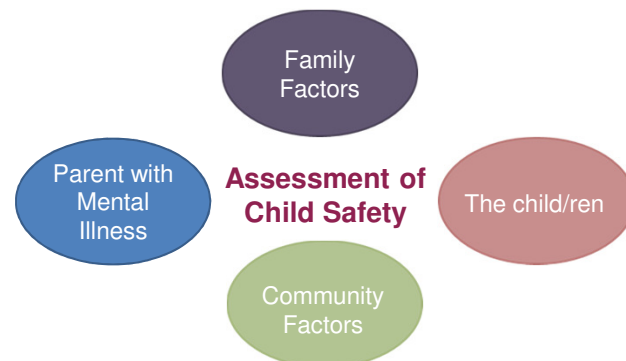 Family
Factors
Parent with
Mental
Illness
Assessment of
Child Safety
The child/ren
Community
Factors